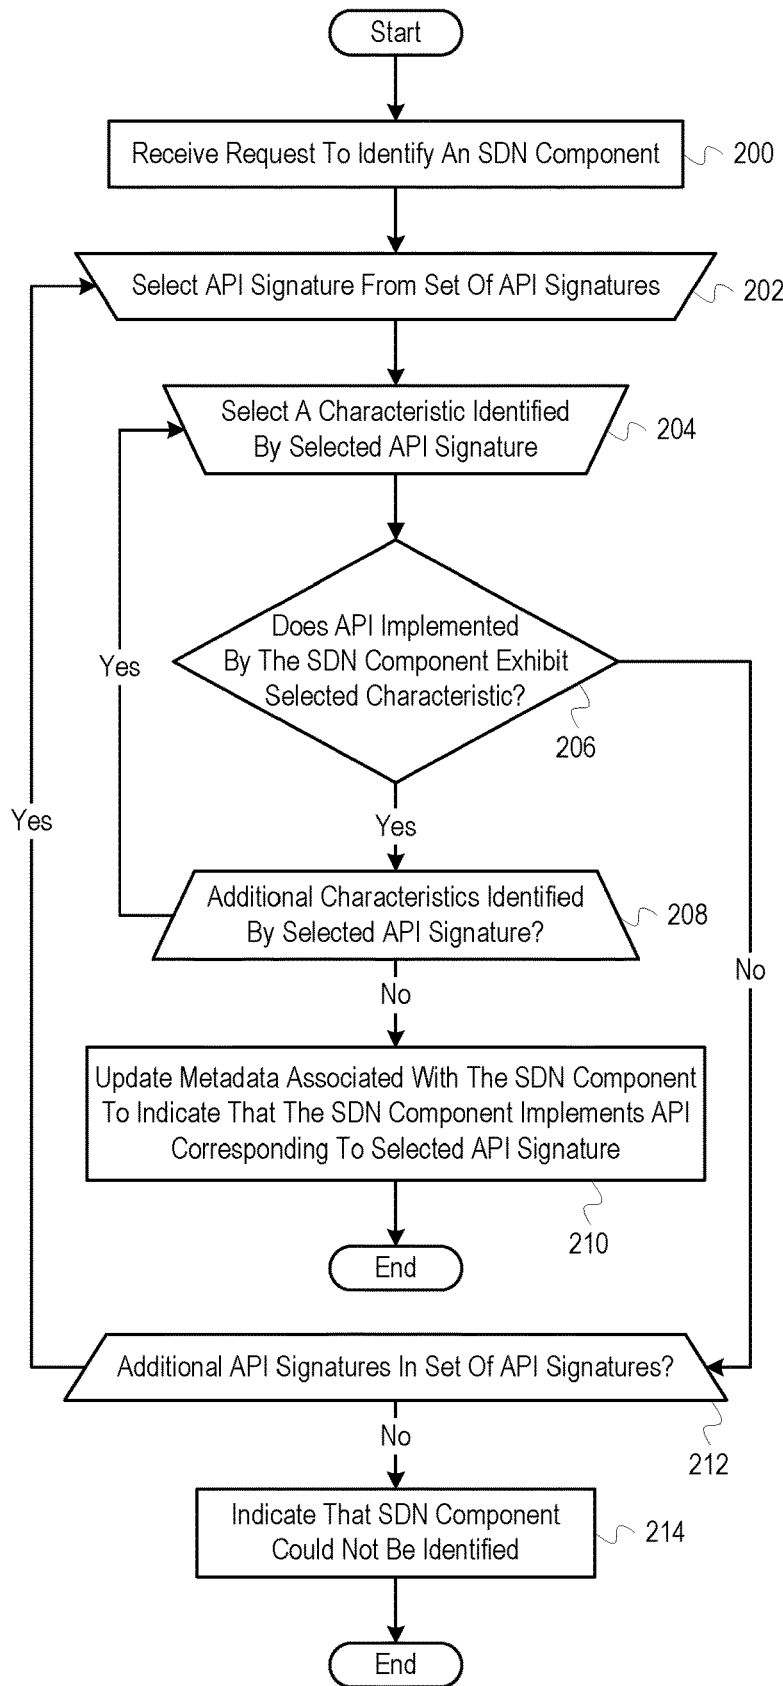 Start
Receive Request To Identify An SDN Component
200
Select API Signature From Set Of API Signatures
202
Select A Characteristic Identified
By Selected API Signature
204
Does API Implemented
By The SDN Component Exhibit
Selected Characteristic?
206
Yes
Yes
Yes
Additional Characteristics Identified
By Selected API Signature?
208
No
No
Update Metadata Associated With The SDN Component
To Indicate That The SDN Component Implements API
Corresponding To Selected API Signature
210
End
Additional API Signatures In Set Of API Signatures?
212
No
Indicate That SDN Component
Could Not Be Identified
214
End